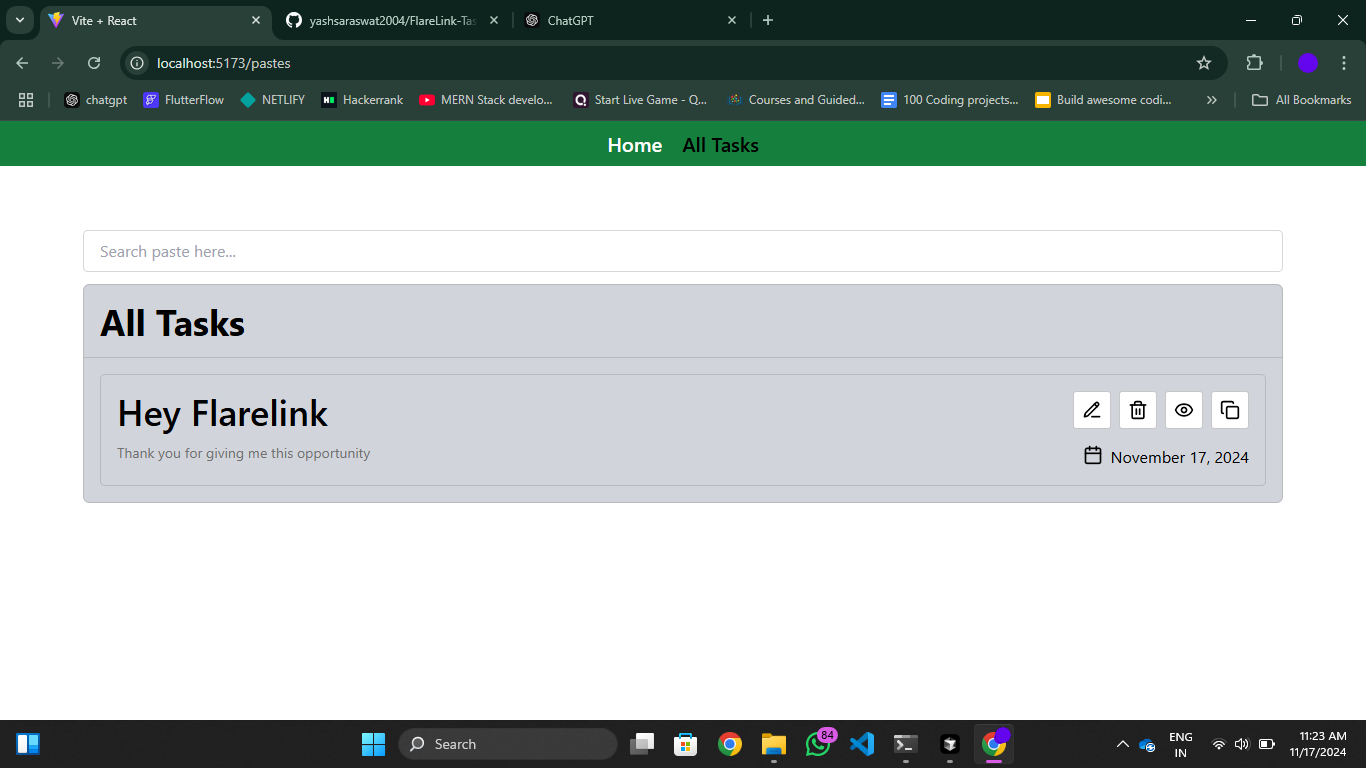 Vite + React
yashsaraswat2004/FlareLink-Tas
ChatGPT
localhost:5173/pastes
chatgpt
FlutterFlow
NETLIFY
Hackerrank
MERN Stack develo...
Start Live Game - Q...
Courses and Guided...
100 Coding projects...
Build awesome codi...
All Bookmarks
Home
All Tasks
Search paste here...
All Tasks
Hey Flarelink
Thank you for giving me this opportunity
November 17, 2024
Search
84
ENG
IN
11:23 AM
11/17/2024